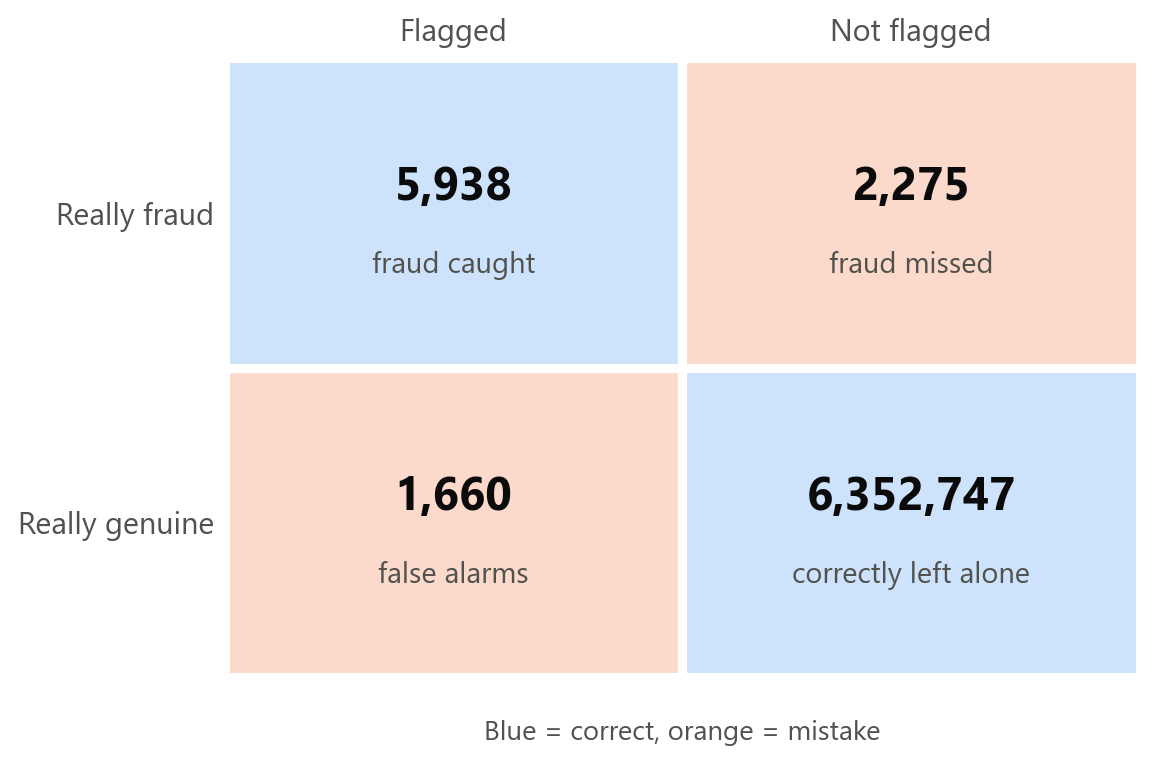 Flagged
Not flagged
Really fraud
5,938
fraud caught
2,275
fraud missed
Really genuine
1,660
false alarms
6,352,747
correctly left alone
Blue = correct, orange = mistake